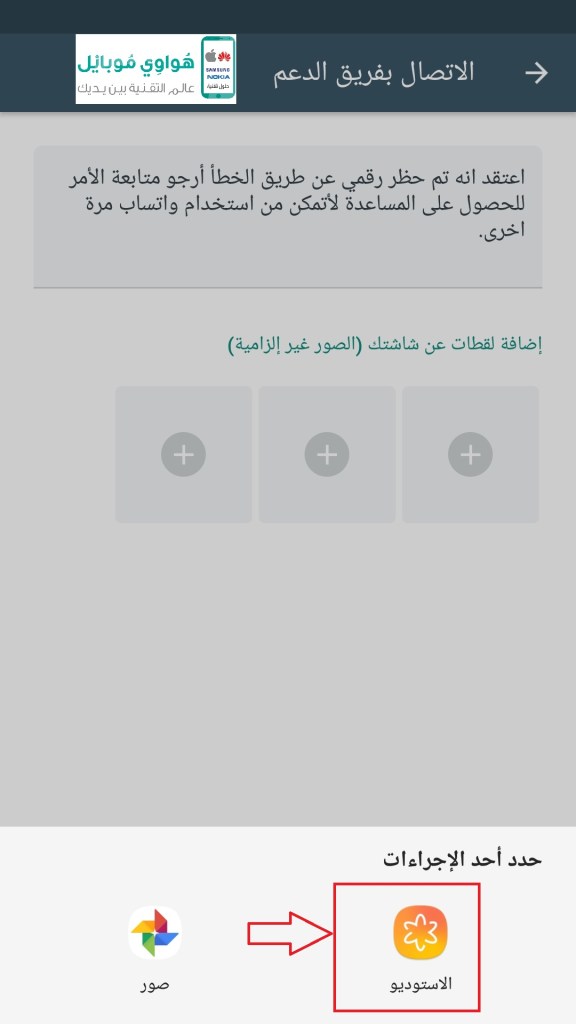 الاتصال بفريق الدعم
هُواوِي مُوبايْل
عالم التقنية بين يديك
HUAWEI
SAMSUNG
NOKIA
حلول تقنية
اعتقد انه تم حظر رقمي عن طريق الخطأ أرجو متابعة الأمر
للحصول على المساعدة لأتمكن من استخدام واتساب مرة
اخرى.
إضافة لقطات عن شاشتك (الصور غير إلزامية)
حدد أحد الإجراءات
الاستوديو
صور